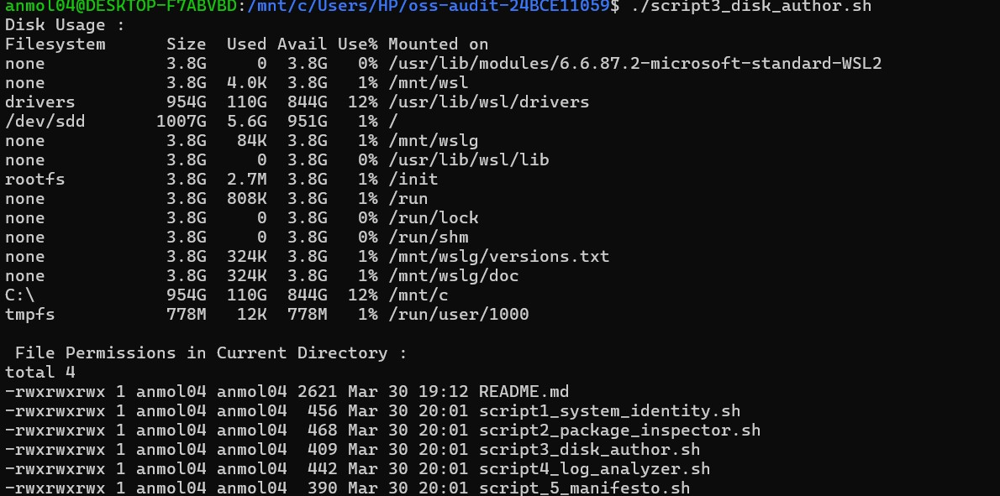 anmol04@DESKTOP-F7ABVBD:/mnt/c/Users/HP/oss-audit-24BCE11059$ ./script3_disk_author.sh
Disk Usage :
Filesystem      Size  Used Avail Use% Mounted on
none            3.8G     0  3.8G   0% /usr/lib/modules/6.6.87.2-microsoft-standard-WSL2
none            3.8G  4.0K  3.8G   1% /mnt/wsl
drivers         954G  110G  844G  12% /usr/lib/wsl/drivers
/dev/sdd       1007G  5.6G  951G   1% /
none            3.8G   84K  3.8G   1% /mnt/wslg
none            3.8G     0  3.8G   0% /usr/lib/wsl/lib
rootfs          3.8G  2.7M  3.8G   1% /init
none            3.8G  808K  3.8G   1% /run
none            3.8G     0  3.8G   0% /run/lock
none            3.8G     0  3.8G   0% /run/shm
none            3.8G  324K  3.8G   1% /mnt/wslg/versions.txt
none            3.8G  324K  3.8G   1% /mnt/wslg/doc
C:\             954G  110G  844G  12% /mnt/c
tmpfs           778M   12K  778M   1% /run/user/1000
 File Permissions in Current Directory :
total 4
-rwxrwxrwx 1 anmol04 anmol04 2621 Mar 30 19:12 README.md
-rwxrwxrwx 1 anmol04 anmol04  456 Mar 30 20:01 script1_system_identity.sh
-rwxrwxrwx 1 anmol04 anmol04  468 Mar 30 20:01 script2_package_inspector.sh
-rwxrwxrwx 1 anmol04 anmol04  409 Mar 30 20:01 script3_disk_author.sh
-rwxrwxrwx 1 anmol04 anmol04  442 Mar 30 20:01 script4_log_analyzer.sh
-rwxrwxrwx 1 anmol04 anmol04  390 Mar 30 20:01 script_5_manifesto.sh